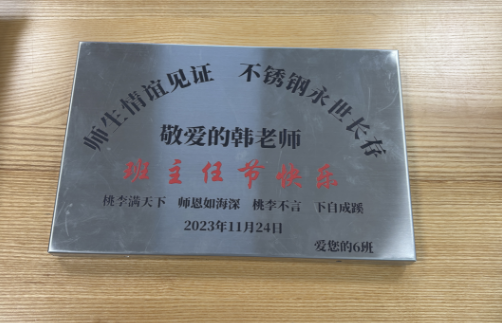 师生情谊见证 不锈钢永世长存
敬爱的韩老师
班主任节快乐
桃李满天下 师恩如海深 桃李不言 下自成蹊
2023年11月24日
爱您的6班